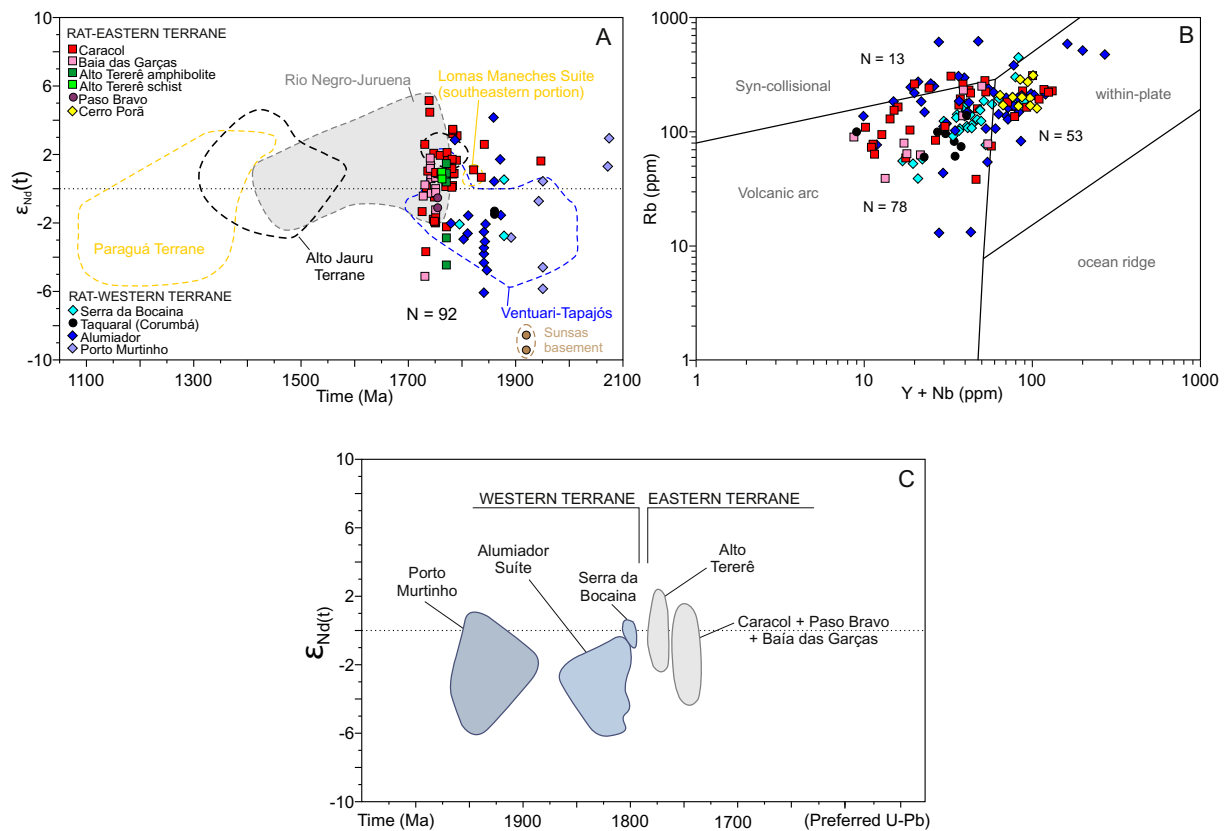 A
10
6
2
-2
-6
-10
εNd(t)
1100
1300
1500
1700
1900
2100
Time (Ma)
RAT-EASTERN TERRANE
Caracol
Baia das Garças
Alto Tererê amphibolite
Alto Tererê schist
Paso Bravo
Cerro Porã
Rio Negro-Juruena
Lomas Maneches Suite
(southeastern portion)
Paraguá Terrane
Alto Jauru
Terrane
RAT-WESTERN TERRANE
Serra da Bocaina
Taquaral (Corumbá)
Alumiador
Porto Murtinho
N = 92
Ventuari-Tapajós
Sunsas
basement
B
1000
100
10
1
Rb (ppm)
1
10
100
1000
Y + Nb (ppm)
N = 13
Syn-collisional
within-plate
N = 53
Volcanic arc
N = 78
ocean ridge
C
10
6
2
-2
-6
-10
εNd(t)
WESTERN TERRANE
EASTERN TERRANE
Porto
Murtinho
Alumiador
Suíte
Serra da
Bocaina
Alto
Tererê
Caracol + Paso Bravo
+ Baía das Garças
Time (Ma)
1900
1800
1700
(Preferred U-Pb)